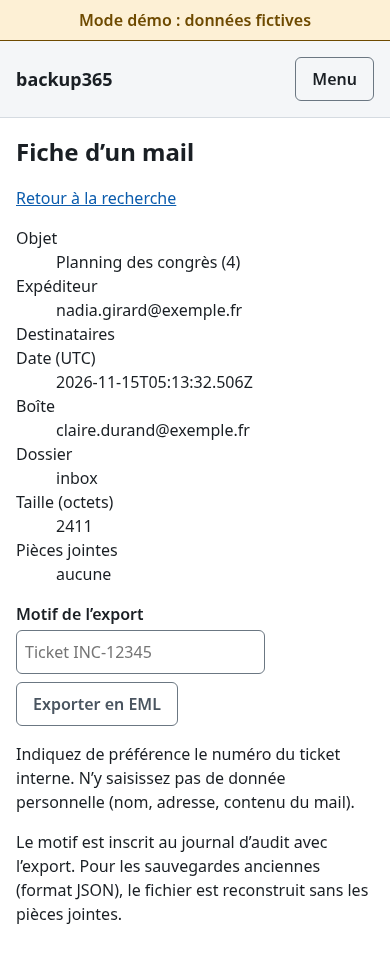 Mode démo : données fictives
backup365
Menu
Fiche d’un mail
Retour à la recherche
Objet
Planning des congrès (4)
Expéditeur
nadia.girard@exemple.fr
Destinataires
Date (UTC)
2026-11-15T05:13:32.506Z
Boîte
claire.durand@exemple.fr
Dossier
inbox
Taille (octets)
2411
Pièces jointes
aucune
Motif de l’export
Ticket INC-12345
Exporter en EML
Indiquez de préférence le numéro du ticket
interne. N’y saisissez pas de donnée
personnelle (nom, adresse, contenu du mail).
Le motif est inscrit au journal d’audit avec
l’export. Pour les sauvegardes anciennes
(format JSON), le fichier est reconstruit sans les
pièces jointes.